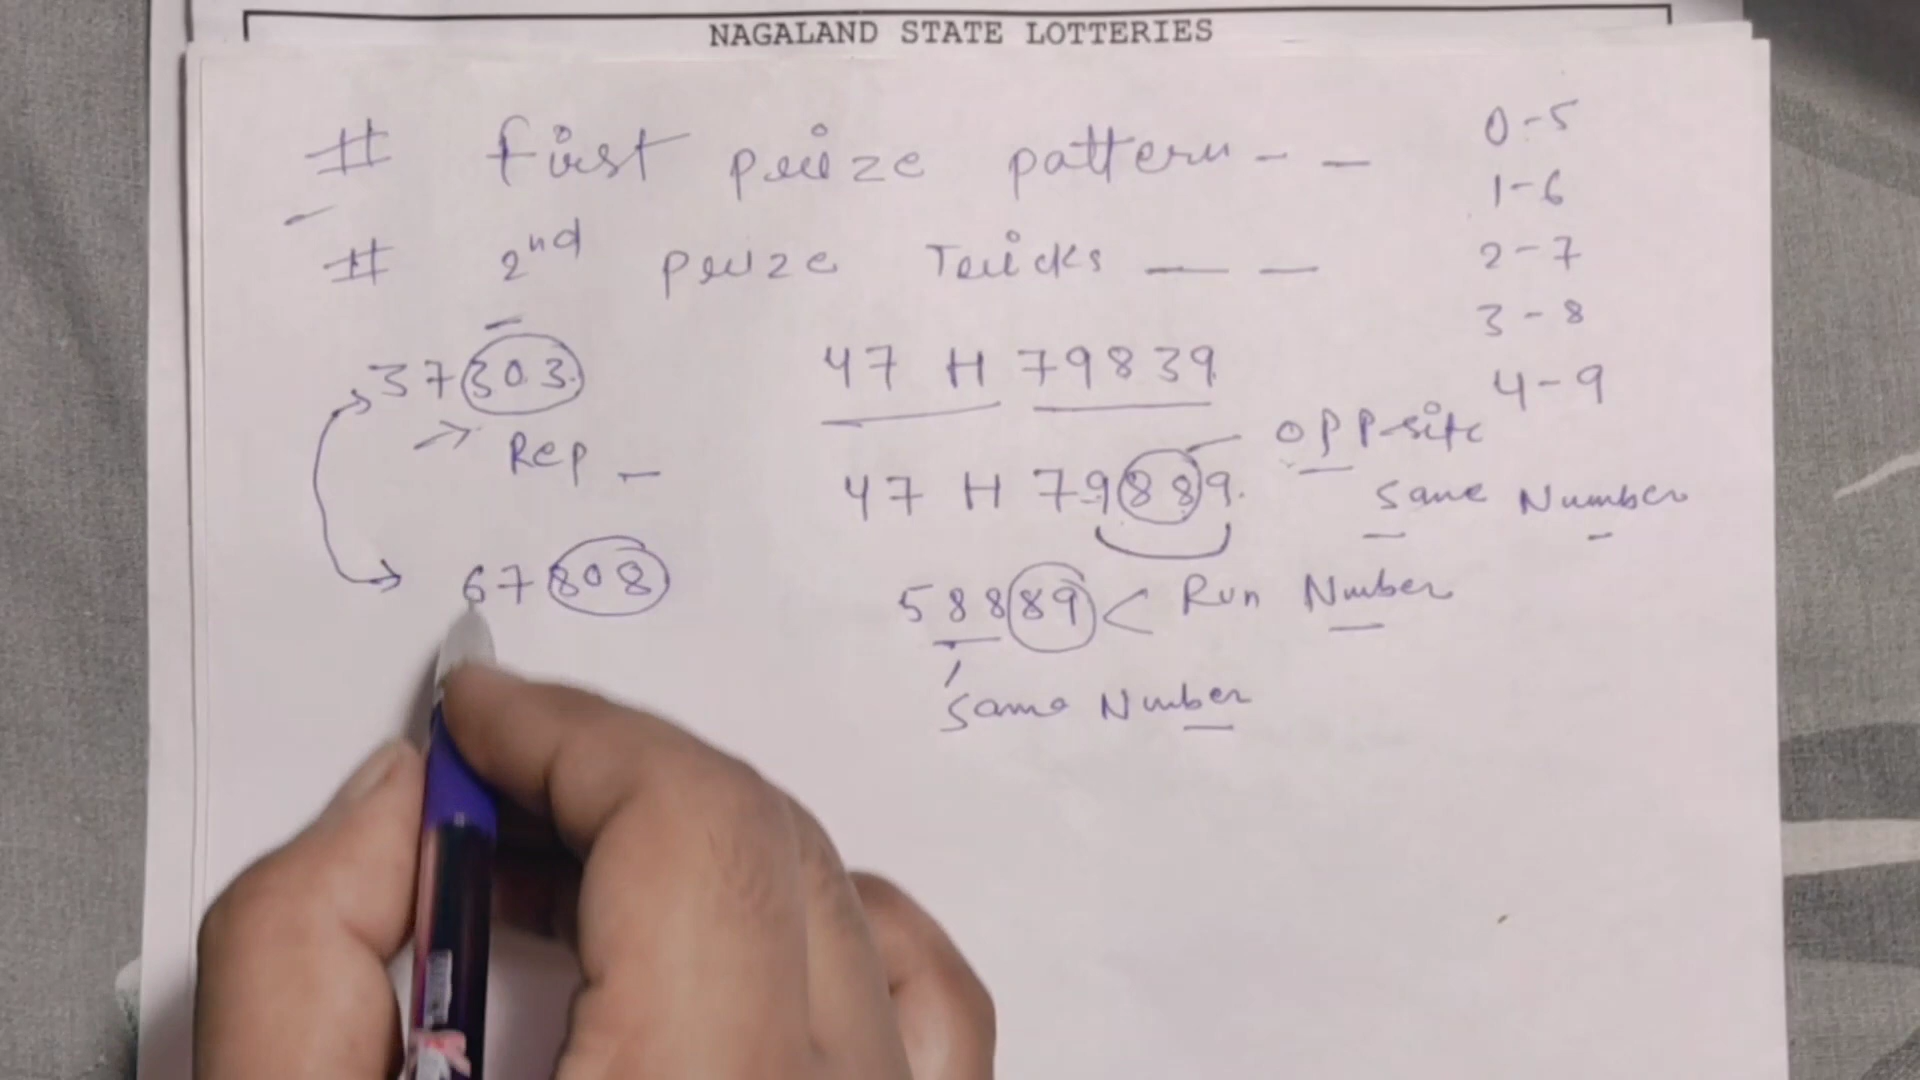 NAGALAND STATE LOTTERIES
# First prize pattern - -
# 2nd prize Tricks - -
0-5
1-6
2-7
3-8
4-9
37303
Rep -
67808
47 H 79839
47 H 79889.
Oppsite
Same Number
58889 < Run Number
Same Number